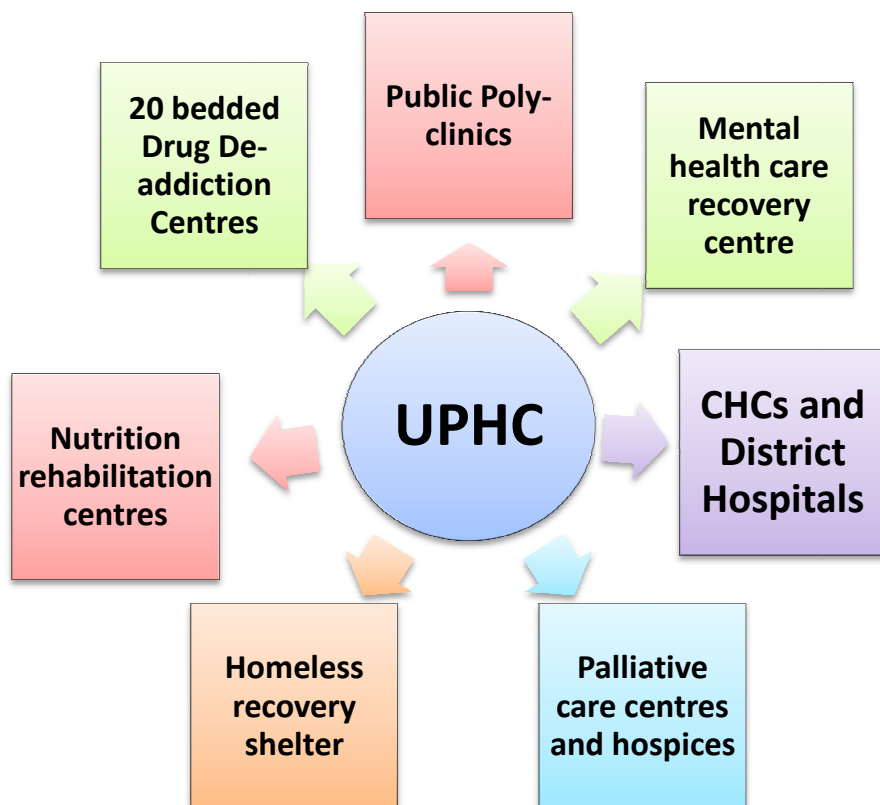 Public Poly-
clinics
20 bedded
Drug De-
addiction
Centres
Mental
health care
recovery
centre
UPHC
CHCs and
District
Hospitals
Nutrition
rehabilitation
centres
Homeless
recovery
shelter
Palliative
care centres
and hospices